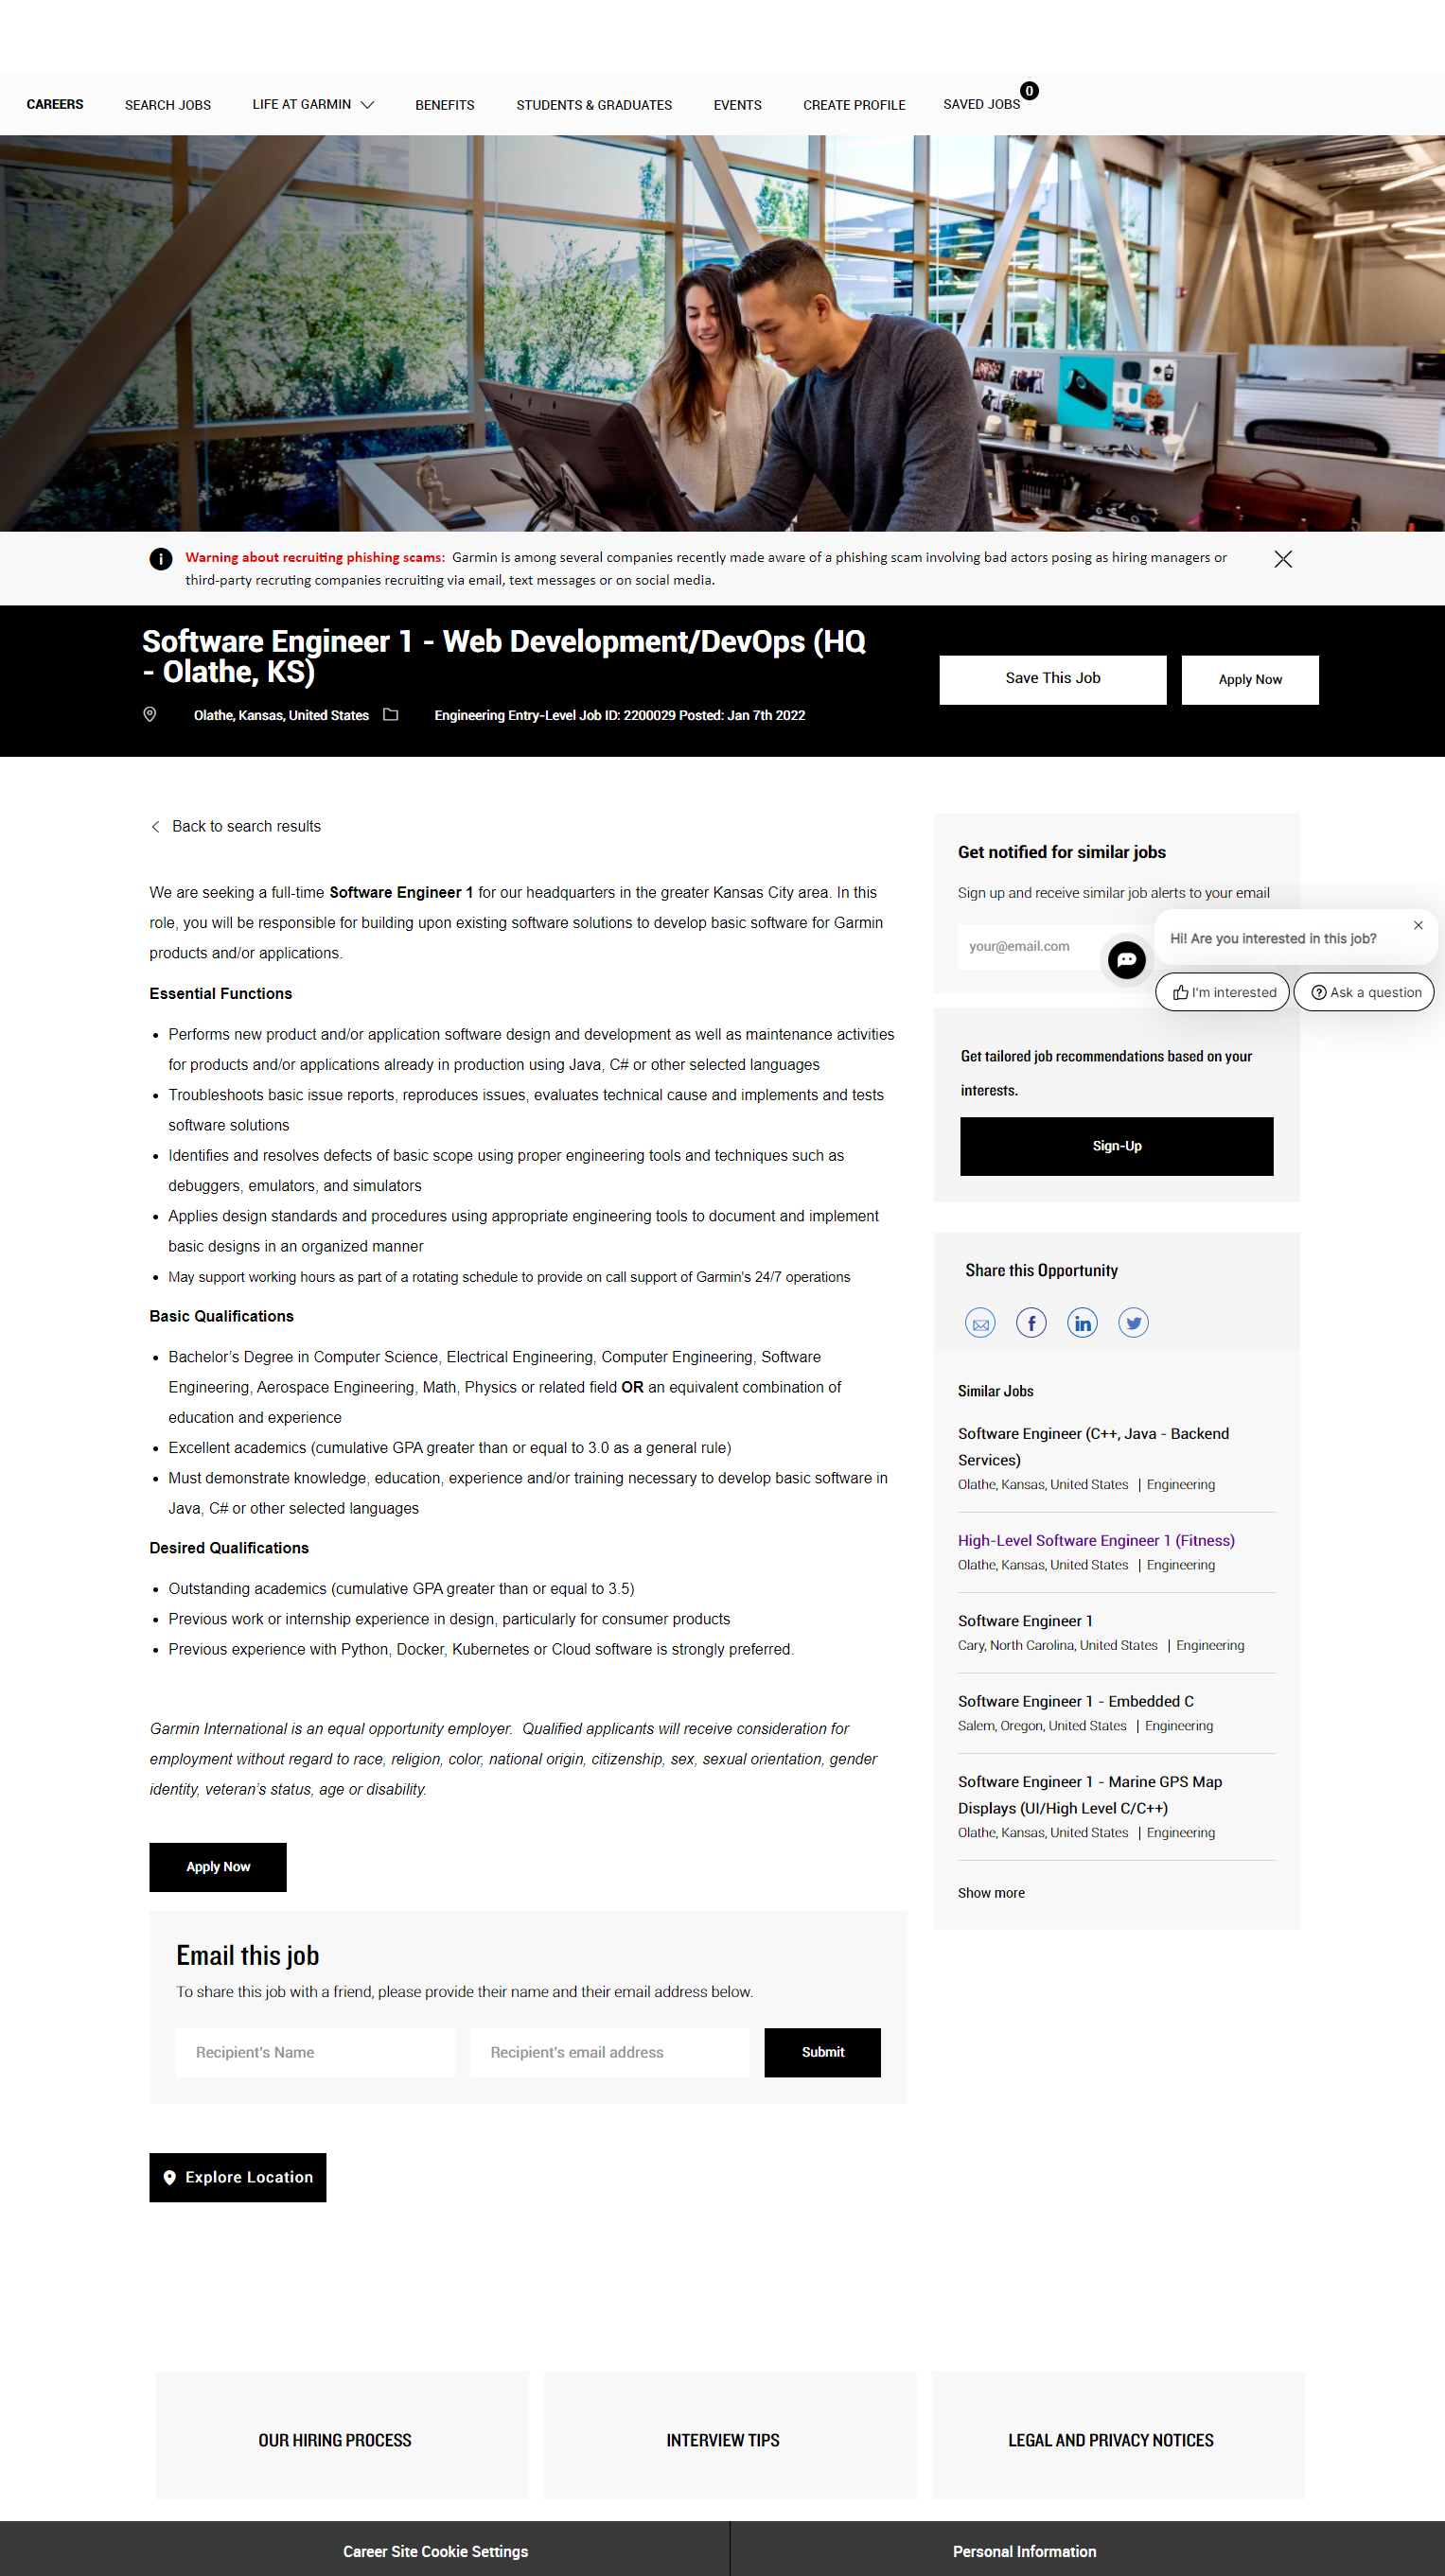 CAREERS
SEARCH JOBS
LIFE AT GARMIN
BENEFITS
STUDENTS & GRADUATES
EVENTS
CREATE PROFILE
SAVED JOBS
0
Warning about recruiting phishing scams: Garmin is among several companies recently made aware of a phishing scam involving bad actors posing as hiring managers or
third-party recruting companies recruiting via email, text messages or on social media.
Software Engineer 1 - Web Development/DevOps (HQ
- Olathe, KS)
Olathe, Kansas, United States
Engineering Entry-Level Job ID: 2200029 Posted: Jan 7th 2022
Save This Job
Apply Now
Back to search results
We are seeking a full-time Software Engineer 1 for our headquarters in the greater Kansas City area. In this
role, you will be responsible for building upon existing software solutions to develop basic software for Garmin
products and/or applications.
Essential Functions
• Performs new product and/or application software design and development as well as maintenance activities
for products and/or applications already in production using Java, C# or other selected languages
• Troubleshoots basic issue reports, reproduces issues, evaluates technical cause and implements and tests
software solutions
• Identifies and resolves defects of basic scope using proper engineering tools and techniques such as
debuggers, emulators, and simulators
• Applies design standards and procedures using appropriate engineering tools to document and implement
basic designs in an organized manner
• May support working hours as part of a rotating schedule to provide on call support of Garmin's 24/7 operations
Basic Qualifications
• Bachelor's Degree in Computer Science, Electrical Engineering, Computer Engineering, Software
Engineering, Aerospace Engineering, Math, Physics or related field OR an equivalent combination of
education and experience
• Excellent academics (cumulative GPA greater than or equal to 3.0 as a general rule)
• Must demonstrate knowledge, education, experience and/or training necessary to develop basic software in
Java, C# or other selected languages
Desired Qualifications
• Outstanding academics (cumulative GPA greater than or equal to 3.5)
• Previous work or internship experience in design, particularly for consumer products
• Previous experience with Python, Docker, Kubernetes or Cloud software is strongly preferred.
Garmin International is an equal opportunity employer. Qualified applicants will receive consideration for
employment without regard to race, religion, color, national origin, citizenship, sex, sexual orientation, gender
identity, veteran's status, age or disability.
Apply Now
Email this job
To share this job with a friend, please provide their name and their email address below.
Recipient's Name
Recipient's email address
Submit
Explore Location
Get notified for similar jobs
Sign up and receive similar job alerts to your email
your@email.com
Hi! Are you interested in this job?
I'm interested
Ask a question
Get tailored job recommendations based on your
interests.
Sign-Up
Share this Opportunity
Similar Jobs
Software Engineer (C++, Java - Backend
Services)
Olathe, Kansas, United States | Engineering
High-Level Software Engineer 1 (Fitness)
Olathe, Kansas, United States | Engineering
Software Engineer 1
Cary, North Carolina, United States | Engineering
Software Engineer 1 - Embedded C
Salem, Oregon, United States | Engineering
Software Engineer 1 - Marine GPS Map
Displays (UI/High Level C/C++)
Olathe, Kansas, United States | Engineering
Show more
OUR HIRING PROCESS
INTERVIEW TIPS
LEGAL AND PRIVACY NOTICES
Career Site Cookie Settings
Personal Information